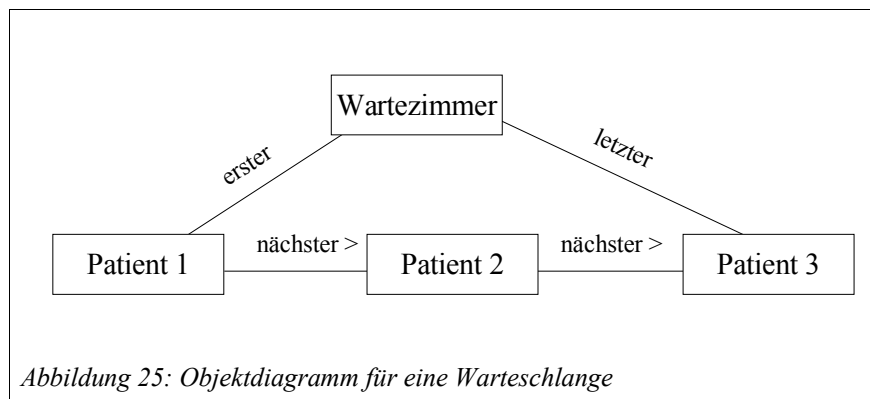 Wartezimmer
erster
letzter
nächster >
nächster >
Patient 1
Patient 2
Patient 3
Abbildung 25: Objektdiagramm für eine Warteschlange